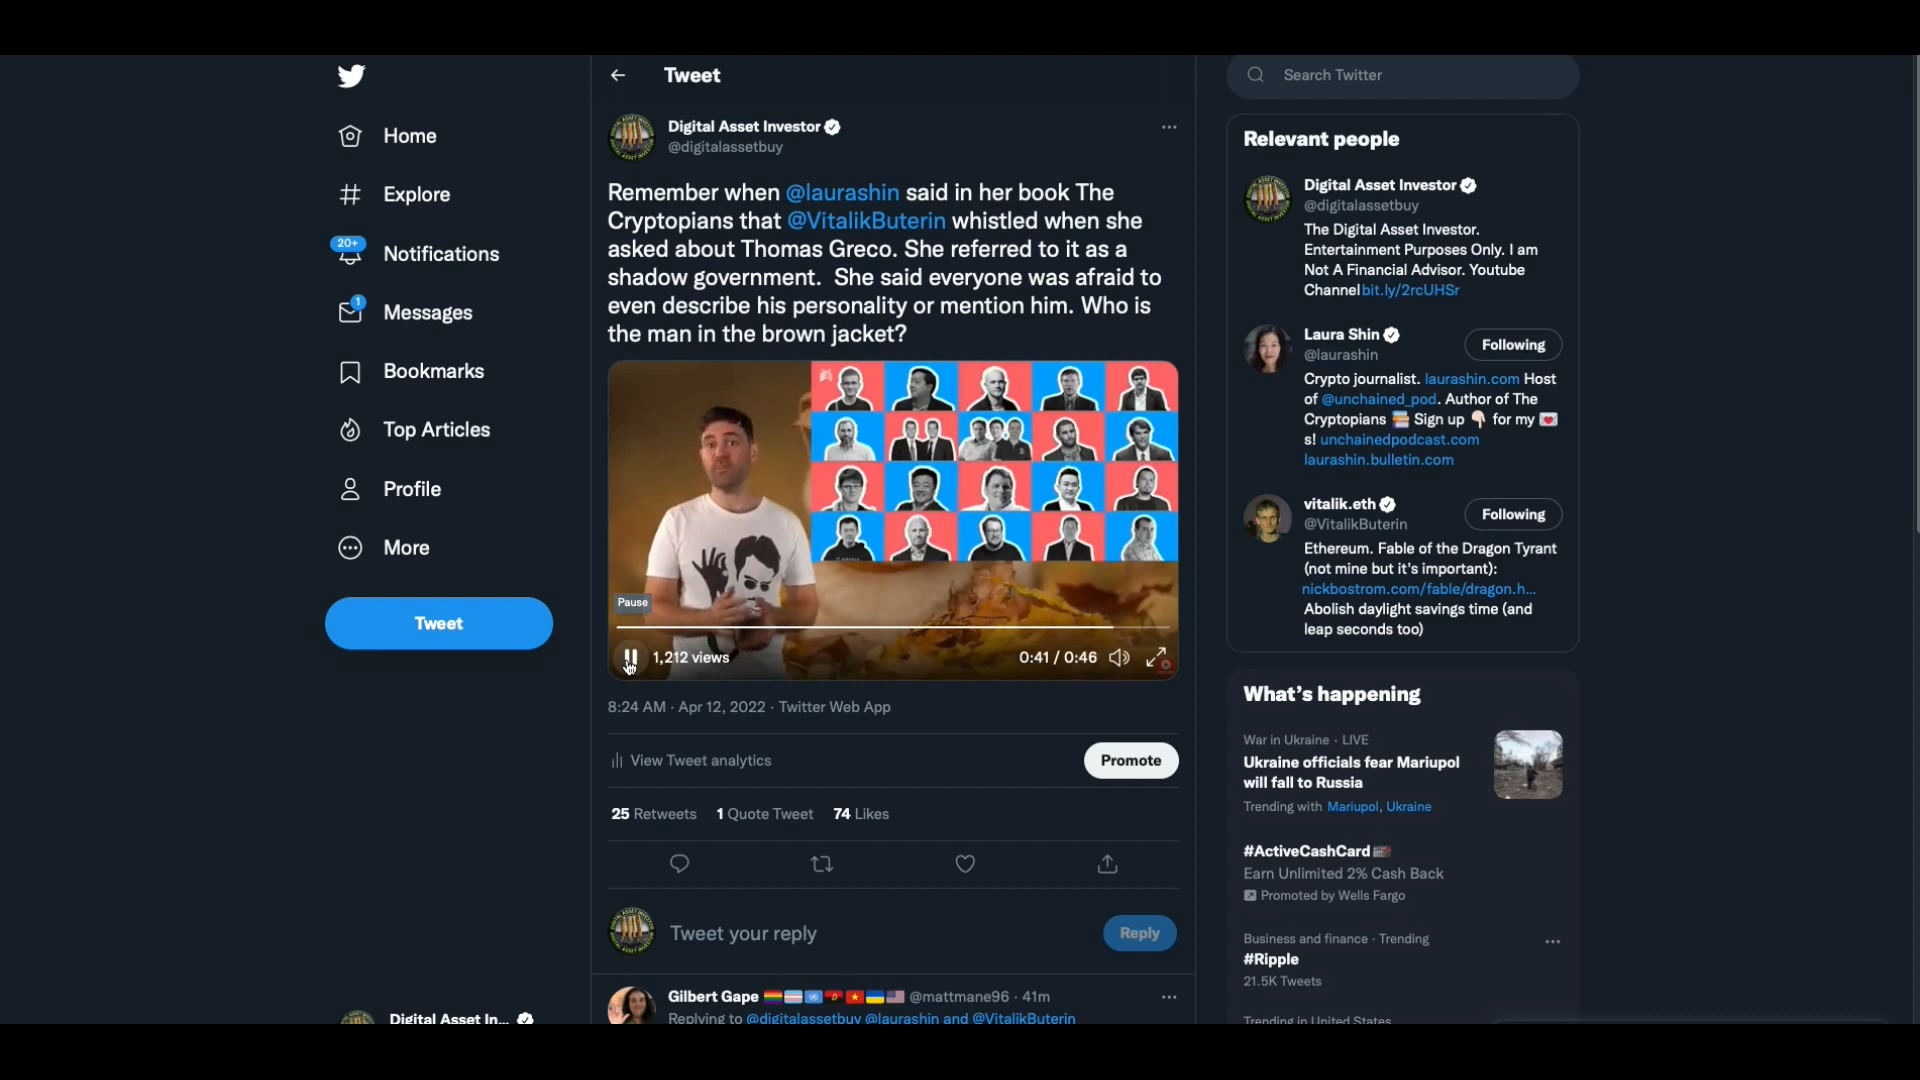 Home
Explore
20+
Notifications
1
Messages
Bookmarks
Top Articles
Profile
More
Tweet
Digital Asset In...
Tweet
Digital Asset Investor
@digitalassetbuy
Remember when @laurashin said in her book The
Cryptopians that @VitalikButerin whistled when she
asked about Thomas Greco. She referred to it as a
shadow government.  She said everyone was afraid to
even describe his personality or mention him. Who is
the man in the brown jacket?
Pause
1,212 views
0:41 / 0:46
8:24 AM · Apr 12, 2022 · Twitter Web App
View Tweet analytics
Promote
25 Retweets 1 Quote Tweet 74 Likes
Tweet your reply
Reply
Gilbert Gape @mattmane96 · 41m
Replying to @digitalassetbuy @laurashin and @VitalikButerin
Search Twitter
Relevant people
Digital Asset Investor
@digitalassetbuy
The Digital Asset Investor.
Entertainment Purposes Only. I am
Not A Financial Advisor. Youtube
Channel bit.ly/2rcUHSr
Laura Shin
@laurashin
Following
Crypto journalist. laurashin.com Host
of @unchained_pod. Author of The
Cryptopians 📚 Sign up 👇🏻 for my 💌
s! unchainedpodcast.com
laurashin.bulletin.com
vitalik.eth
@VitalikButerin
Following
Ethereum. Fable of the Dragon Tyrant
(not mine but it's important):
nickbostrom.com/fable/dragon.h...
Abolish daylight savings time (and
leap seconds too)
What's happening
War in Ukraine · LIVE
Ukraine officials fear Mariupol
will fall to Russia
Trending with Mariupol, Ukraine
#ActiveCashCard
Earn Unlimited 2% Cash Back
Promoted by Wells Fargo
Business and finance · Trending
#Ripple
21.5K Tweets
Trending in United States